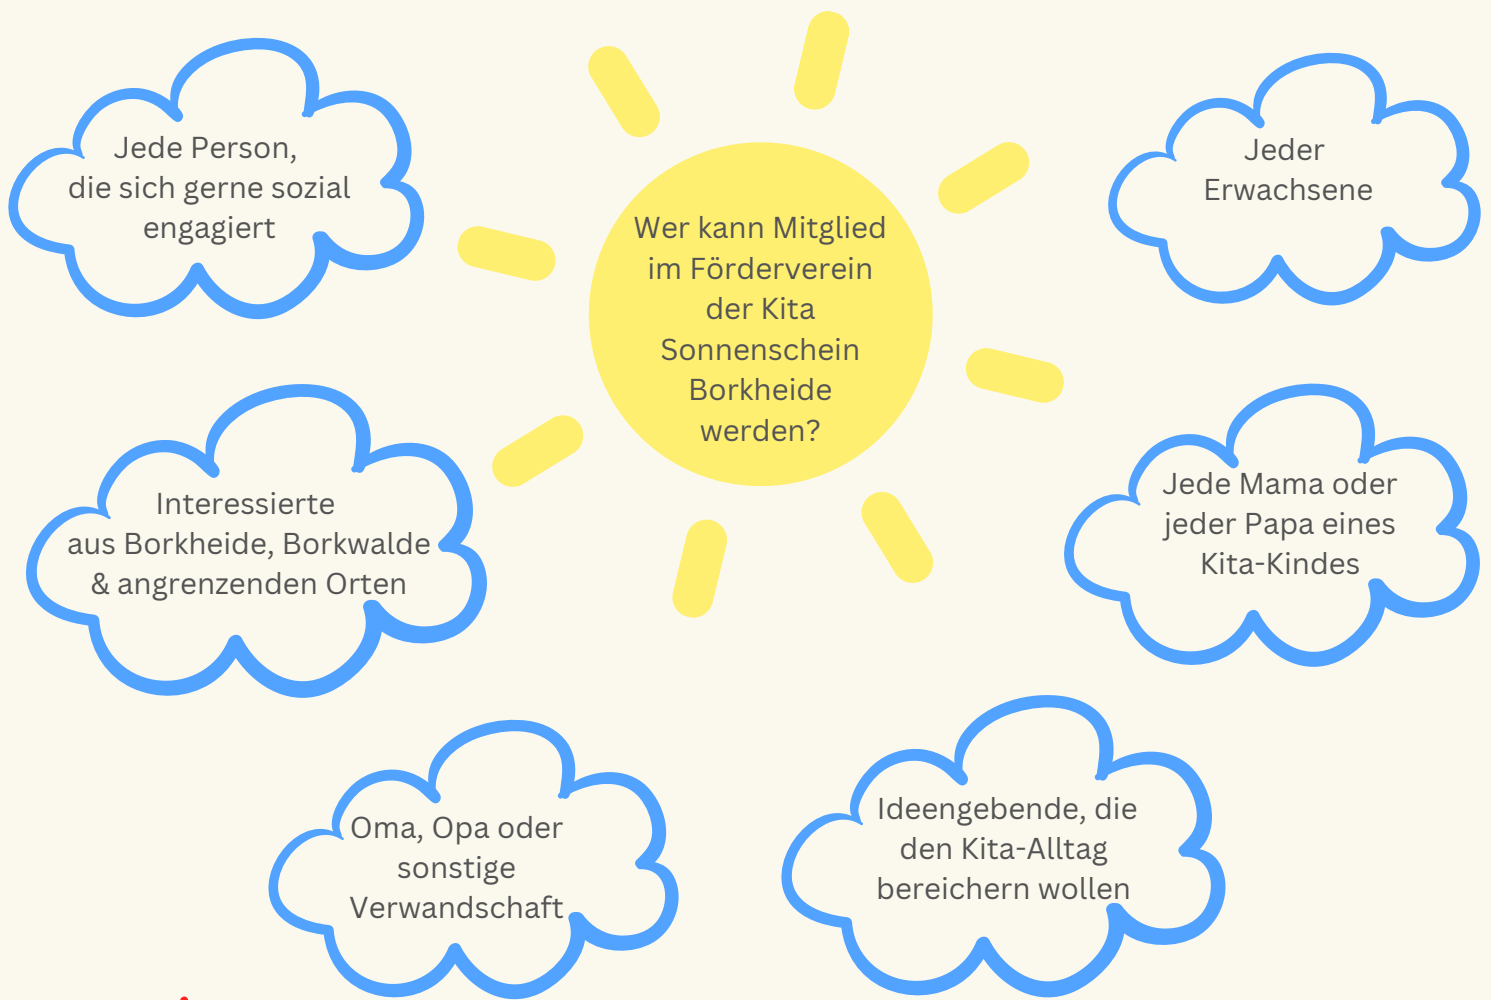 Jede Person,
die sich gerne sozial
engagiert
Wer kann Mitglied
im Förderverein
der Kita
Sonnenschein
Borkheide
werden?
Jeder
Erwachsene
Interessierte
aus Borkheide, Borkwalde
& angrenzenden Orten
Jede Mama oder
jeder Papa eines
Kita-Kindes
Oma, Opa oder
sonstige
Verwandschaft
Ideengebende, die
den Kita-Alltag
bereichern wollen